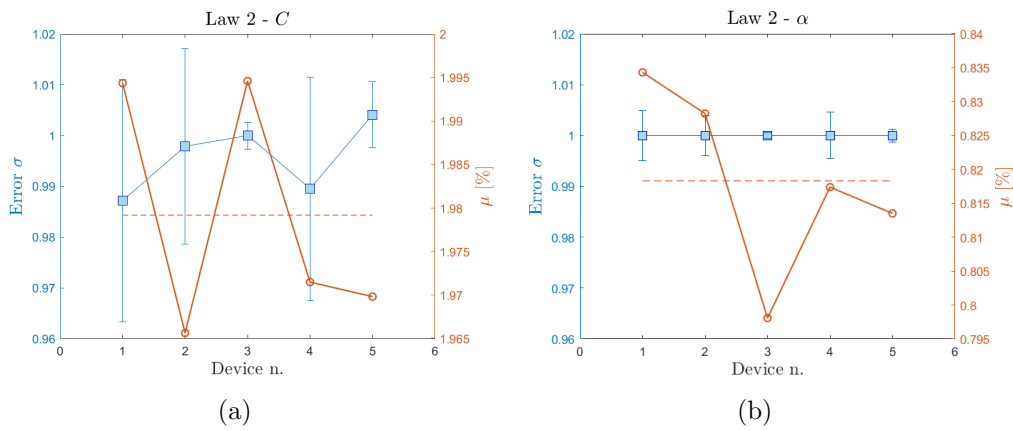 Law 2 - C
1.02
1.01
1
0.99
0.98
0.97
0.96
Error σ
2
1.995
1.99
1.985
1.98
1.975
1.97
1.965
μ [%]
0 1 2 3 4 5 6
Device n.
(a)
Law 2 - α
1.02
1.01
1
0.99
0.98
0.97
0.96
Error σ
0.84
0.835
0.83
0.825
0.82
0.815
0.81
0.805
0.8
0.795
μ [%]
0 1 2 3 4 5 6
Device n.
(b)